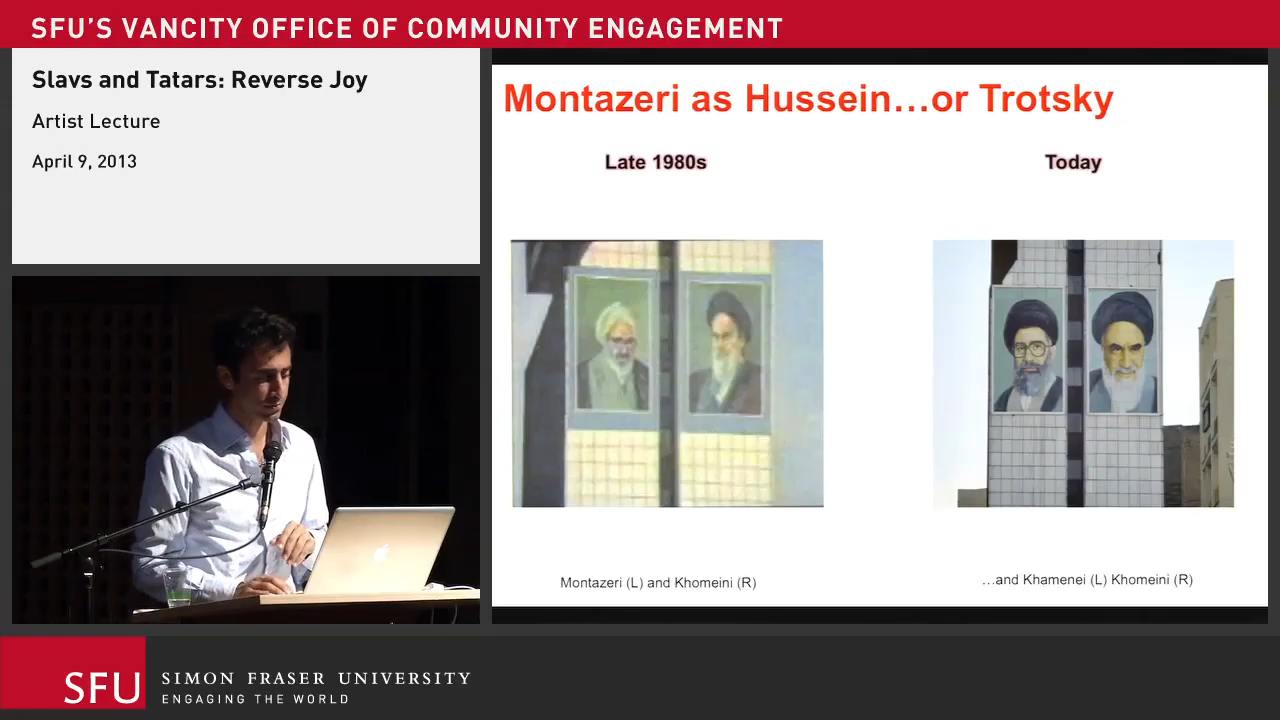 SFU'S VANCITY OFFICE OF COMMUNITY ENGAGEMENT
Slavs and Tatars: Reverse Joy
Artist Lecture
April 9, 2013
Montazeri as Hussein…or Trotsky
Late 1980s
Today
Montazeri (L) and Khomeini (R)
…and Khamenei (L) Khomeini (R)
SFU
SIMON FRASER UNIVERSITY
ENGAGING THE WORLD